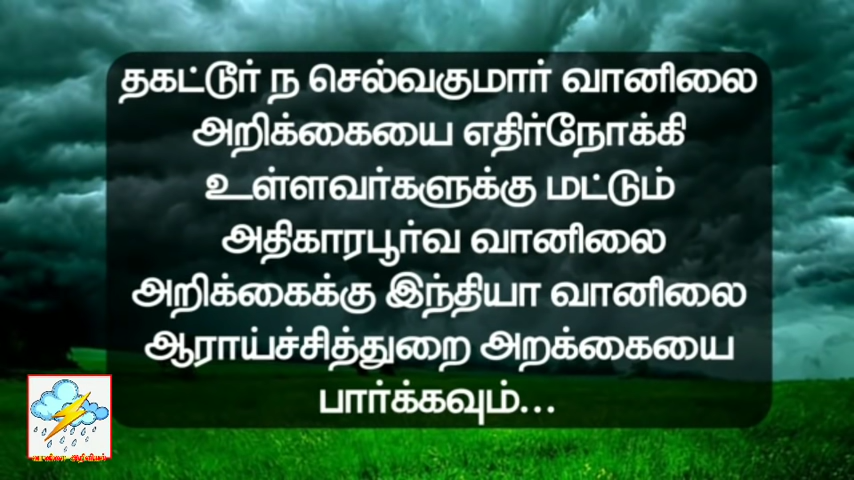 தகட்டூர் ந செல்வகுமார் வானிலை
அறிக்கையை எதிர்நோக்கி
உள்ளவர்களுக்கு மட்டும்
அதிகாரபூர்வ வானிலை
அறிக்கைக்கு இந்தியா வானிலை
ஆராய்ச்சித்துறை அறக்கையை
பார்க்கவும்...